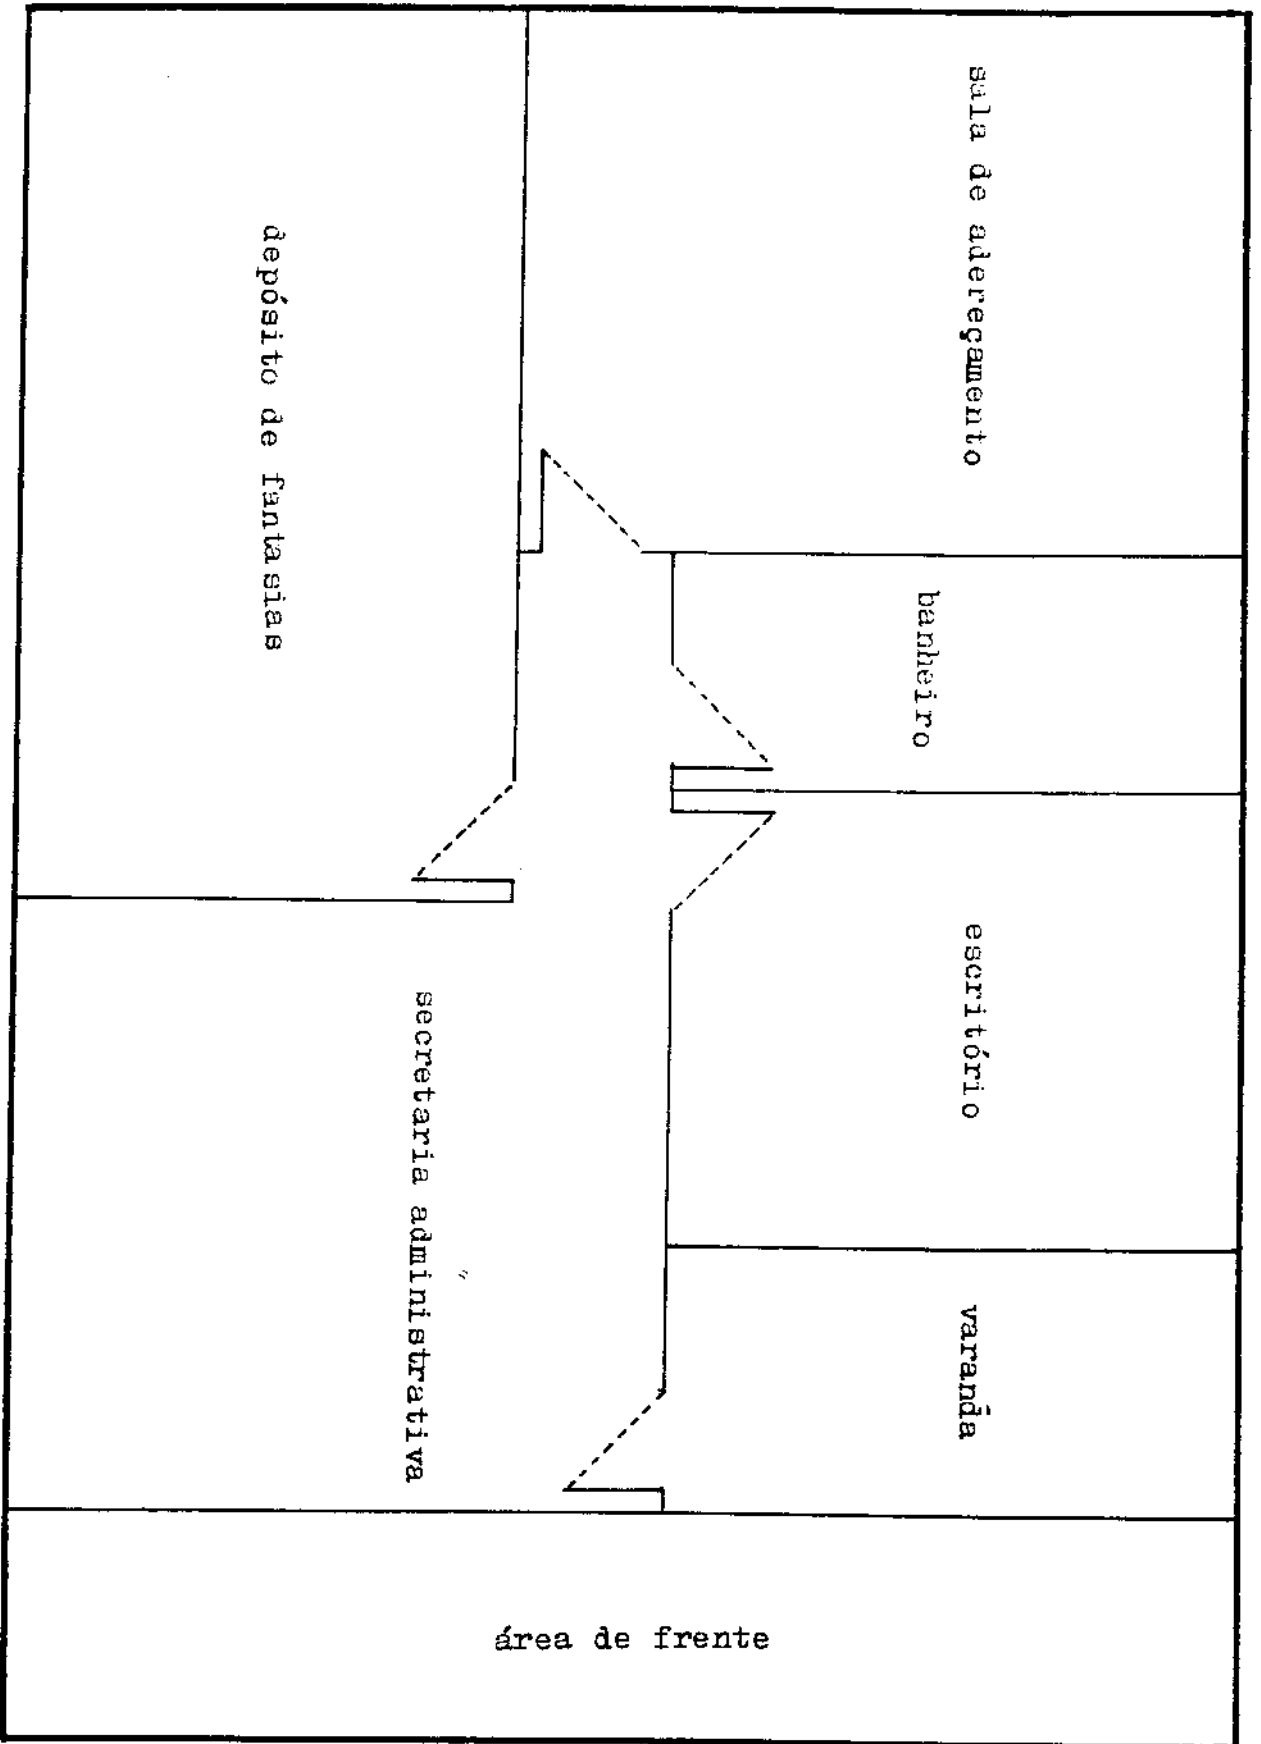 sala de adereçamento
depósito de fantasias
banheiro
escritório
secretaria administrativa
varanda
área de frente